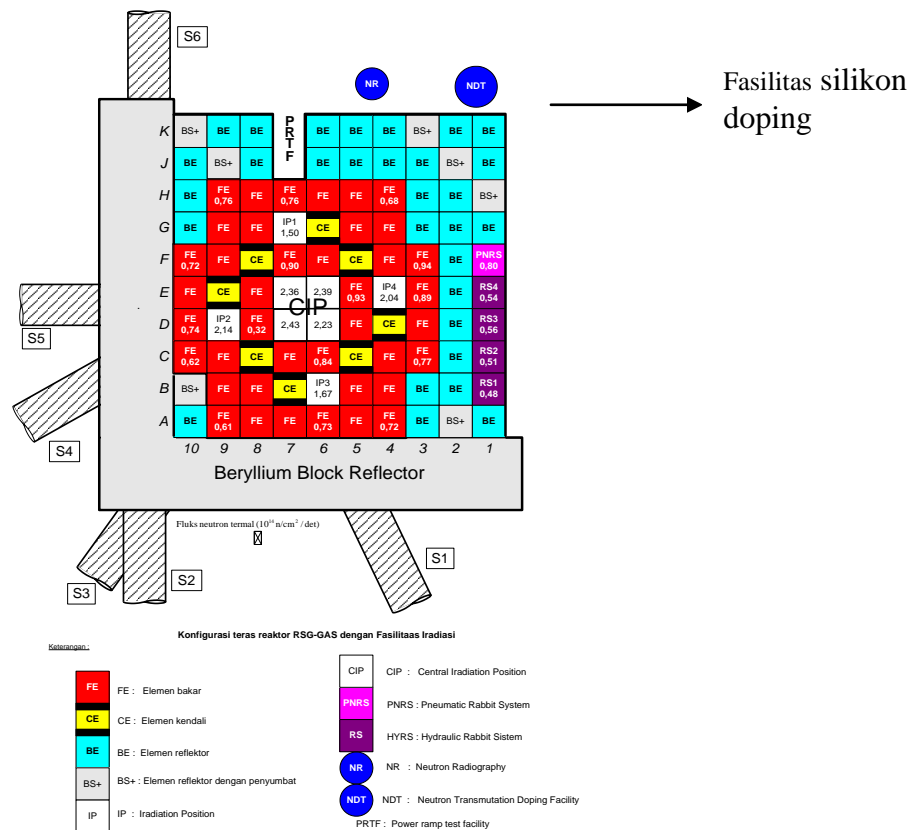 S6
NR
NDT
Fasilitas silikon
doping
K BS+ BE BE PRTF BE BE BE BS+ BE BE
J BE BS+ BE BE BE BE BE BS+ BE
H BE FE 0,76 FE FE 0,76 FE FE FE 0,68 BE BE BS+
G BE FE FE IP1 1,50 CE FE FE BE BE BE
F FE 0,72 FE CE FE 0,90 FE CE FE FE 0,94 BE PNRS 0,80
E FE CE FE 2,36 2,39 FE 0,93 IP4 2,04 FE 0,89 BE RS4 0,54
CIP
D FE 0,74 IP2 2,14 FE 0,32 2,43 2,23 FE CE FE BE RS3 0,56
C FE 0,62 FE CE FE FE 0,84 CE FE FE 0,77 BE RS2 0,51
B BS+ FE FE CE IP3 1,67 FE FE BE BE RS1 0,48
A BE FE 0,61 FE FE FE 0,73 FE FE 0,72 BE BS+ BE
10 9 8 7 6 5 4 3 2 1
Beryllium Block Reflector
S5
S4
Fluks neutron termal (10¹⁴ n/cm² / det)
S1
S2
S3
Konfigurasi teras reaktor RSG-GAS dengan Fasilitaas Iradiasi
Keterangan :
FE FE : Elemen bakar
CE CE : Elemen kendali
BE BE : Elemen reflektor
BS+ BS+ : Elemen reflektor dengan penyumbat
IP IP : Iradiation Position
CIP CIP : Central Iradiation Position
PNRS PNRS : Pneumatic Rabbit System
RS HYRS : Hydraulic Rabbit Sistem
NR NR : Neutron Radiography
NDT NDT : Neutron Transmutation Doping Facility
PRTF : Power ramp test facility